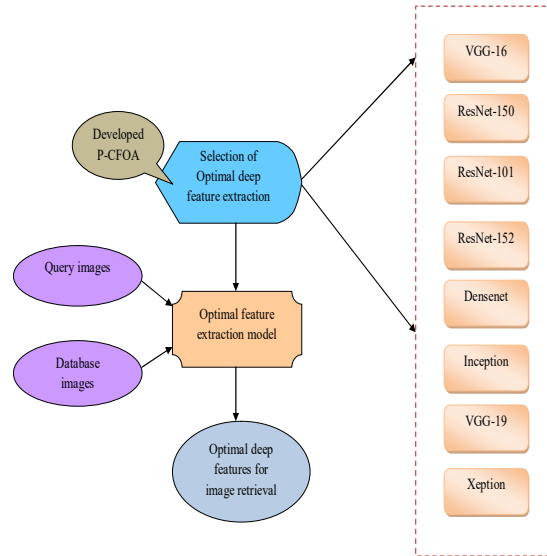 Developed
P-CFOA
Selection of
Optimal deep
feature extraction
Query images
Database
images
Optimal feature
extraction model
Optimal deep
features for
image retrieval
VGG-16
ResNet-150
ResNet-101
ResNet-152
Densenet
Inception
VGG-19
Xeption